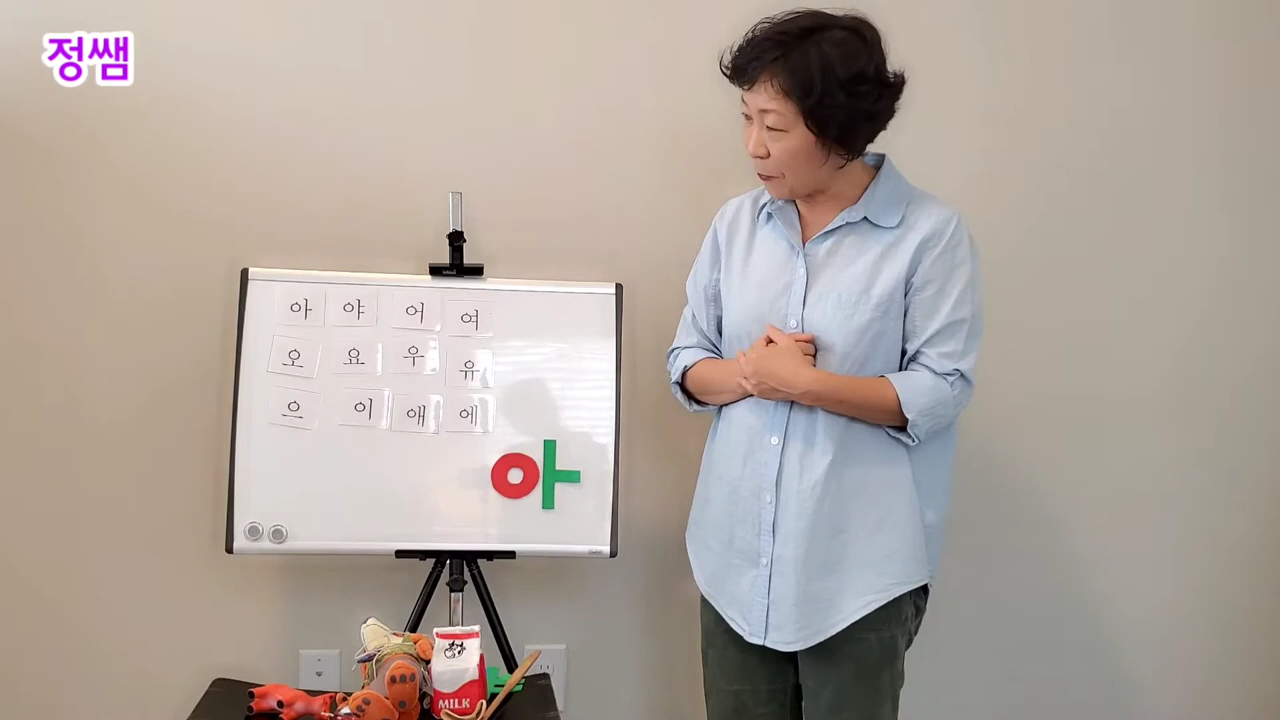 정쌤
아 야 어 여
오 요 우 유
으 이 애 에
아
MILK